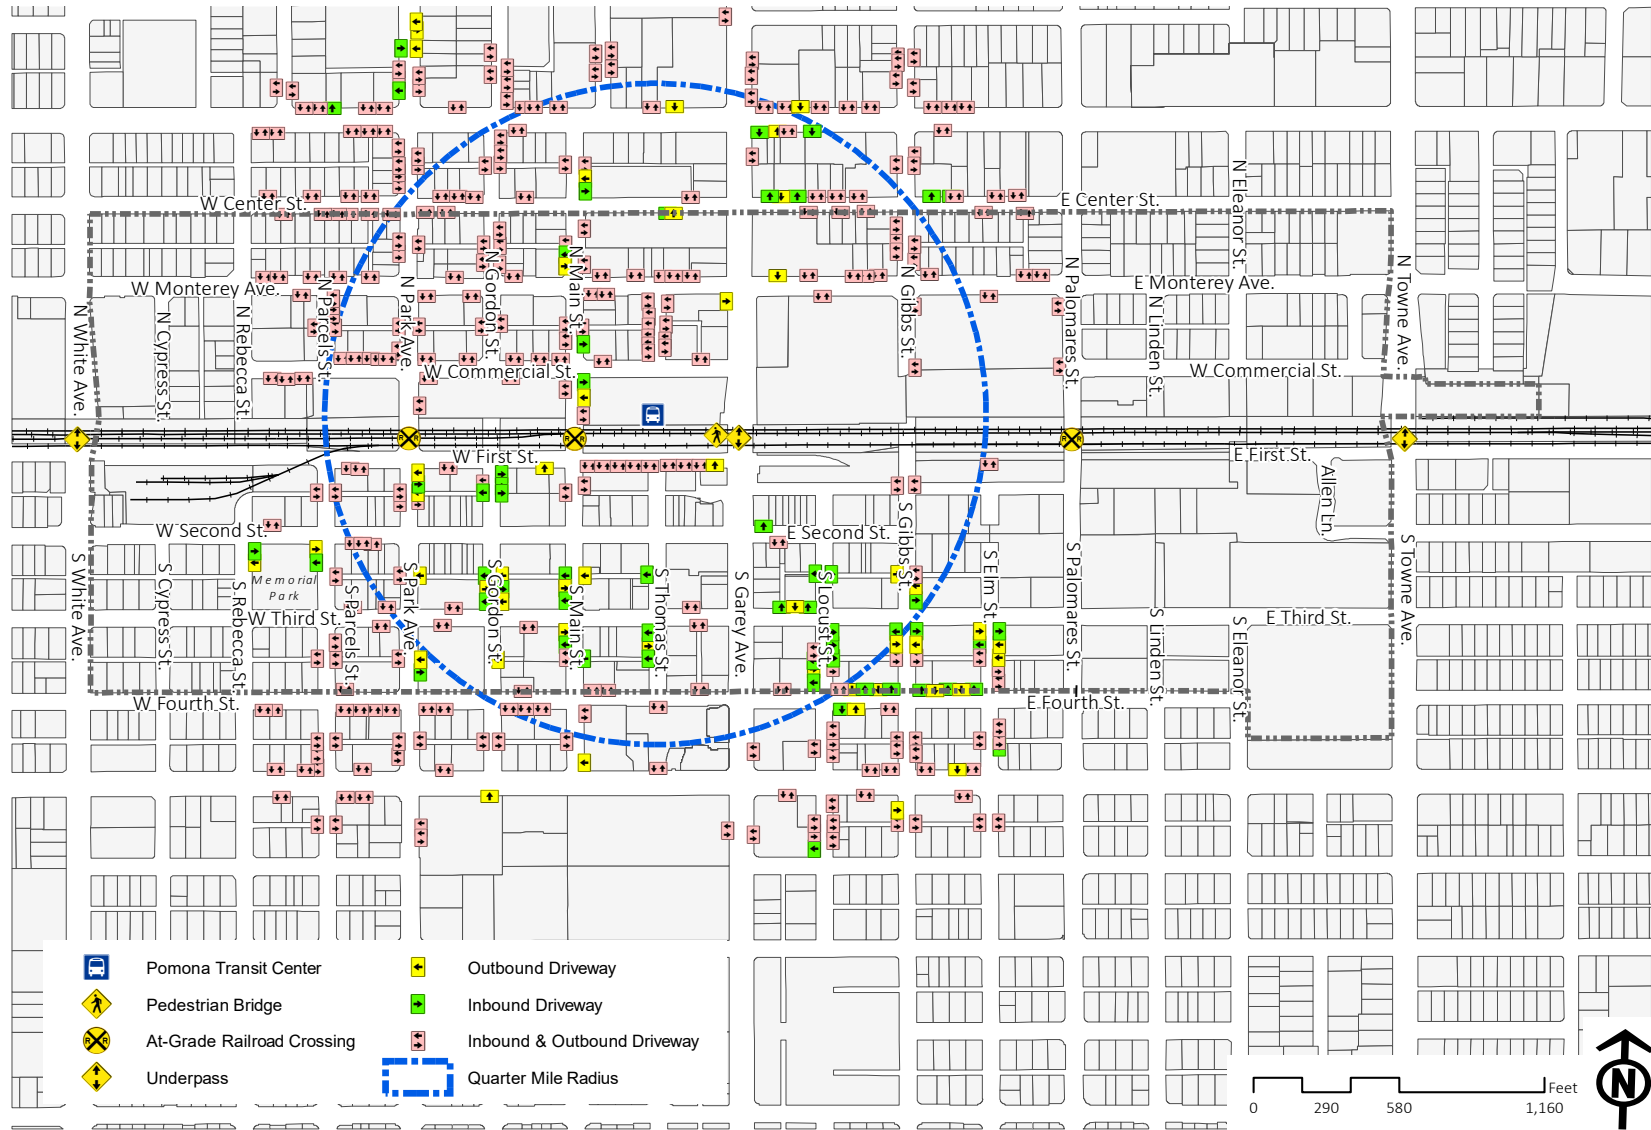 W Center St.
E Center St.
N Eleanor St.
W Monterey Ave.
E Monterey Ave.
N White Ave.
N Cypress St.
N Rebecca St.
N Parcels St.
N Park Ave.
N Gordon St.
N Main St.
N Gibbs St.
N Palomares St.
N Linden St.
N Towne Ave.
W Commercial St.
W Commercial St.
R R
R R
R R
W First St.
E First St.
Allen Ln.
W Second St.
E Second St.
Memorial
Park
S White Ave.
S Cypress St.
S Rebecca St.
S Parcels St.
S Park Ave.
S Gordon St.
S Main St.
S Thomas St.
S Garey Ave.
S Locust St.
S Gibbs St.
S Elm St.
S Palomares St.
S Linden St.
S Eleanor St.
S Towne Ave.
W Third St.
E Third St.
W Fourth St.
E Fourth St.
Pomona Transit Center
Pedestrian Bridge
At-Grade Railroad Crossing
R R
Underpass
Outbound Driveway
Inbound Driveway
Inbound & Outbound Driveway
Quarter Mile Radius
Feet
0 290 580 1,160
N